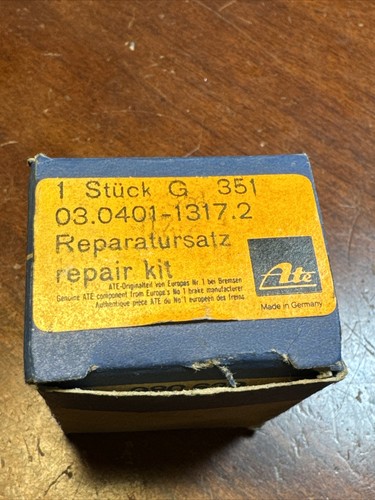 1 Stück G 351
03.0401-1317.2
Reparatursatz
repair kit
Ate
ATE-Originalteil von Europas Nr. 1 bei Bremsen
Genuine ATE component from Europe's No 1 brake manufacturer
Authentique pièce ATE du No 1 européen des freins
Made in Germany